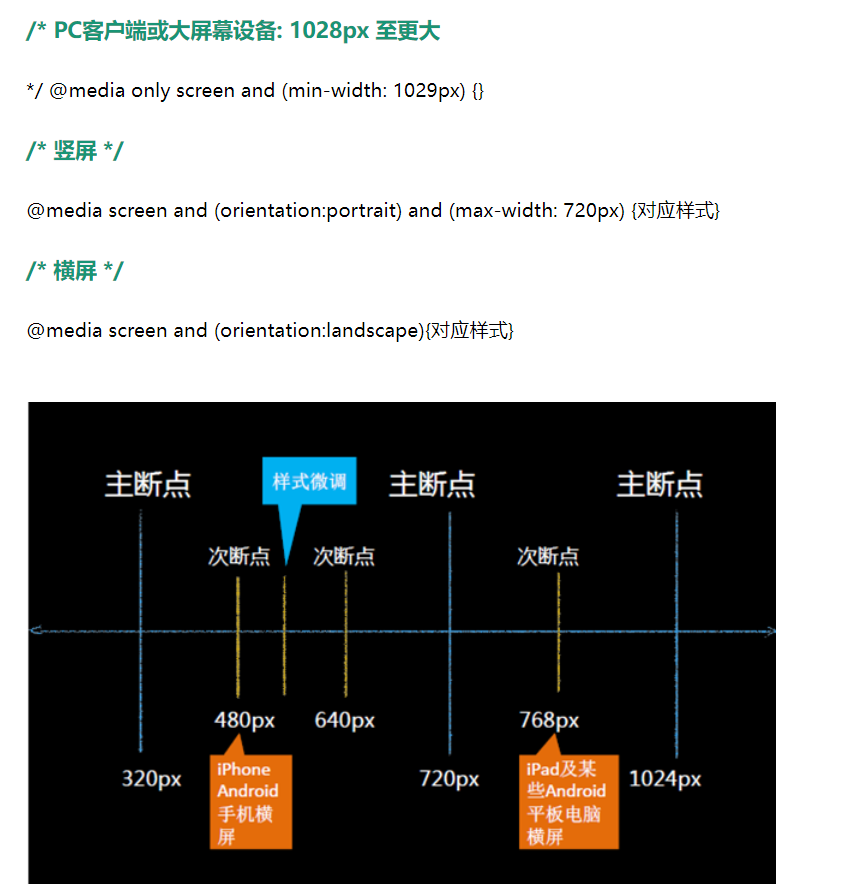 /* PC客户端或大屏幕设备: 1028px 至更大
*/ @media only screen and (min-width: 1029px) {}
/* 竖屏 */
@media screen and (orientation:portrait) and (max-width: 720px) {对应样式}
/* 横屏 */
@media screen and (orientation:landscape){对应样式}
主断点
样式微调
主断点
主断点
次断点
次断点
次断点
480px
640px
768px
320px
iPhone
Android
手机横
屏
720px
iPad及某
些Android
平板电脑
横屏
1024px